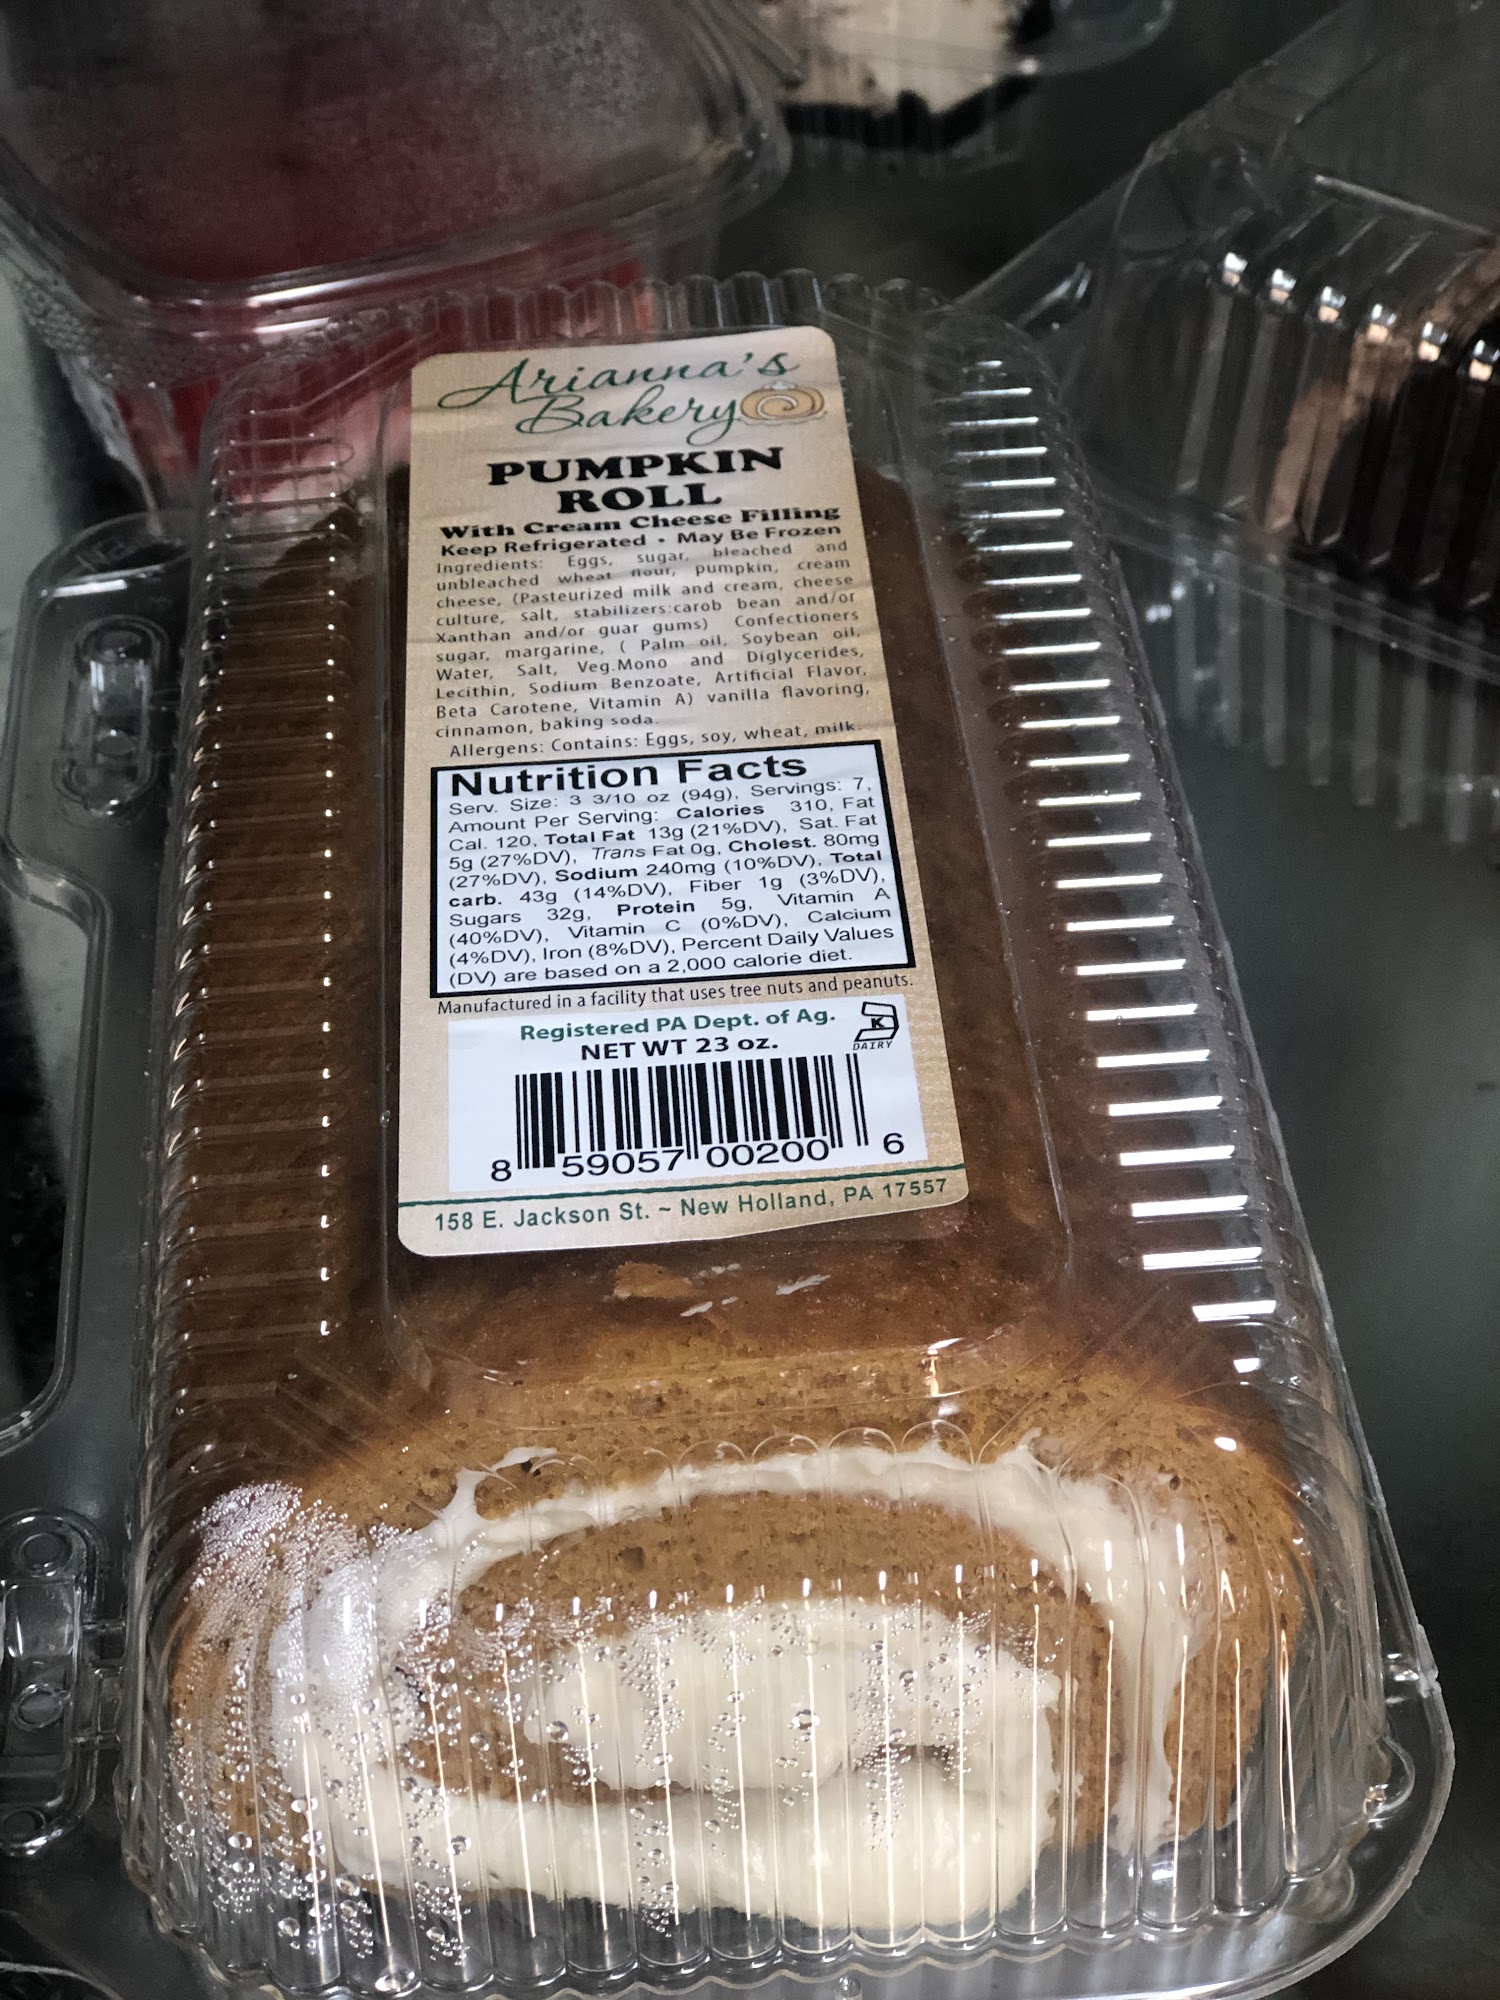 Arianna's
Bakery
PUMPKIN
ROLL
With Cream Cheese Filling
Keep Refrigerated • May Be Frozen
Ingredients: Eggs, sugar, bleached and
unbleached wheat flour, pumpkin, cream
cheese, (Pasteurized milk and cream, cheese
culture, salt, stabilizers:carob bean and/or
Xanthan and/or guar gums) Confectioners
sugar, margarine, ( Palm oil, Soybean oil,
Water, Salt, Veg.Mono and Diglycerides,
Lecithin, Sodium Benzoate, Artificial Flavor,
Beta Carotene, Vitamin A) vanilla flavoring,
cinnamon, baking soda.
Allergens: Contains: Eggs, soy, wheat, milk.
Nutrition Facts
Serv. Size: 3 3/10 oz (94g), Servings: 7,
Amount Per Serving: Calories 310, Fat
Cal. 120, Total Fat 13g (21%DV), Sat. Fat
5g (27%DV), Trans Fat 0g, Cholest. 80mg
(27%DV), Sodium 240mg (10%DV), Total
carb. 43g (14%DV), Fiber 1g (3%DV),
Sugars 32g, Protein 5g, Vitamin A
(40%DV), Vitamin C (0%DV), Calcium
(4%DV), Iron (8%DV), Percent Daily Values
(DV) are based on a 2,000 calorie diet.
Manufactured in a facility that uses tree nuts and peanuts.
Registered PA Dept. of Ag.
K
DAIRY
NET WT 23 oz.
8 59057 00200 6
158 E. Jackson St. ~ New Holland, PA 17557